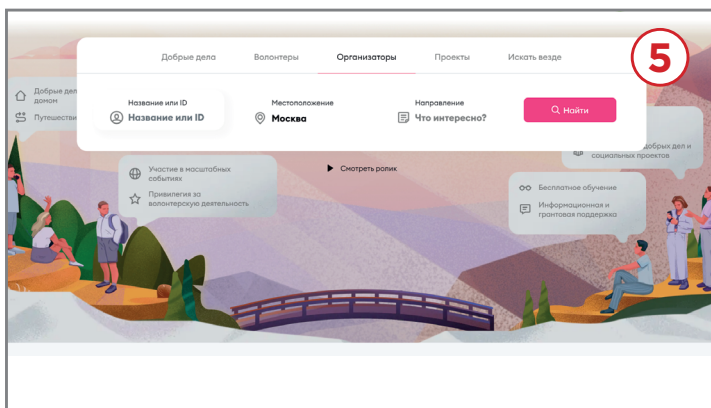 Добрые дела Волонтеры Организаторы Проекты Искать везде
5
Добрые дел
домом
Путешестви
Название или ID
Название или ID
Местоположение
Москва
Направление
Что интересно?
Найти
добрых дел и
социальных проектов
Смотреть ролик
Участие в масштабных
событиях
Привилегия за
волонтерскую деятельность
Бесплатное обучение
Информационная и
грантовая поддержка